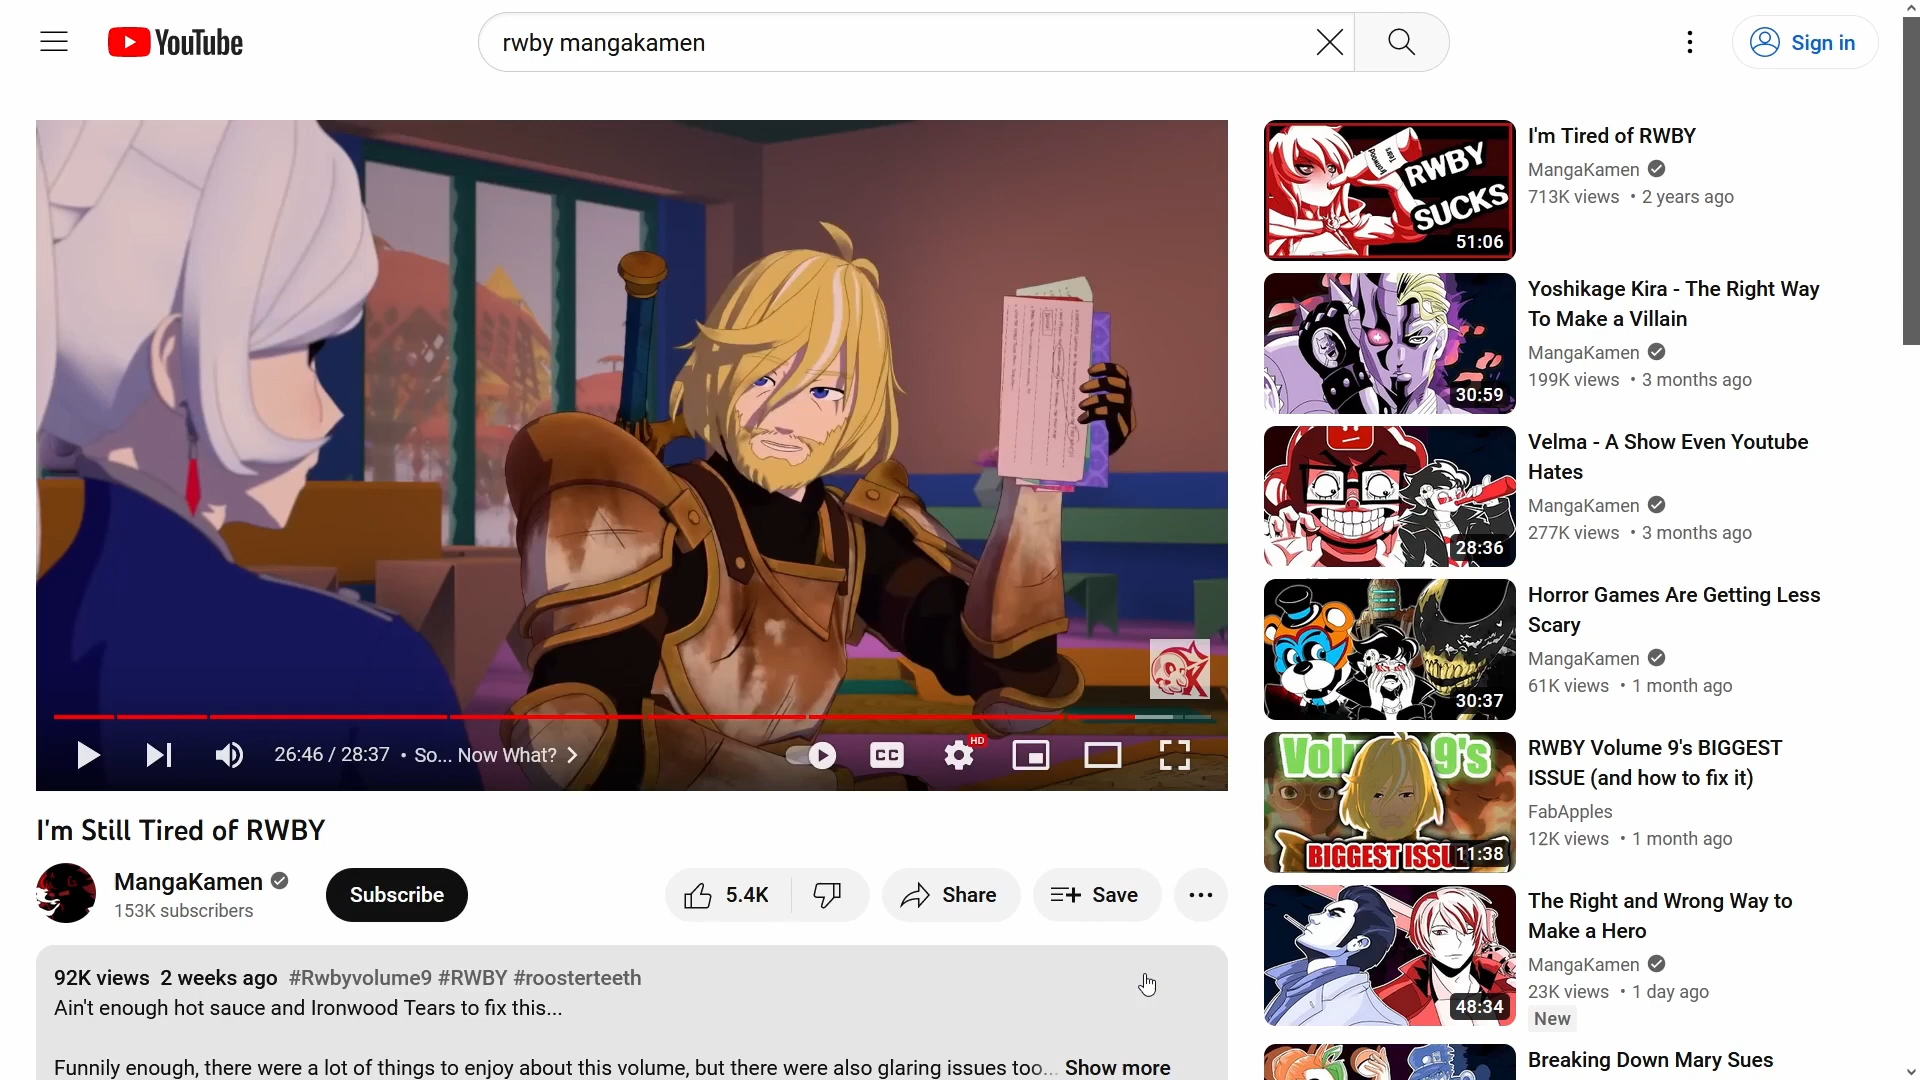 YouTube
rwby mangakamen
Sign in
26:46 / 28:37 • So... Now What?
CC
HD
I'm Still Tired of RWBY
MangaKamen
153K subscribers
Subscribe
5.4K
Share
Save
92K views 2 weeks ago #Rwbyvolume9 #RWBY #roosterteeth
Ain't enough hot sauce and Ironwood Tears to fix this...
Funnily enough, there were a lot of things to enjoy about this volume, but there were also glaring issues too... Show more
Ironwood
Tears
RWBY
SUCKS
51:06
I'm Tired of RWBY
MangaKamen
713K views • 2 years ago
30:59
Yoshikage Kira - The Right Way
To Make a Villain
MangaKamen
199K views • 3 months ago
28:36
Velma - A Show Even Youtube
Hates
MangaKamen
277K views • 3 months ago
30:37
Horror Games Are Getting Less
Scary
MangaKamen
61K views • 1 month ago
9's
BIGGEST ISSU
11:38
RWBY Volume 9's BIGGEST
ISSUE (and how to fix it)
FabApples
12K views • 1 month ago
48:34
The Right and Wrong Way to
Make a Hero
MangaKamen
23K views • 1 day ago
New
Breaking Down Mary Sues